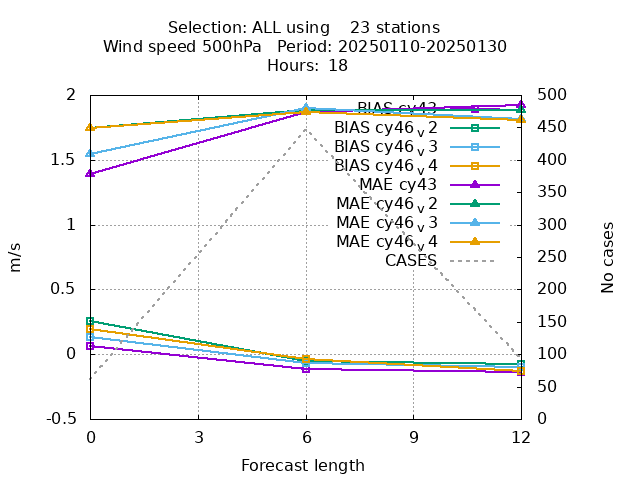 Selection: ALL using 23 stations
Wind speed 500hPa Period: 20250110-20250130
Hours: 18
m/s
2
1.5
1
0.5
0
-0.5
BIAS cy43
BIAS cy46_v2
BIAS cy46_v3
BIAS cy46_v4
MAE cy43
MAE cy46_v2
MAE cy46_v3
MAE cy46_v4
CASES
500
450
400
350
300
250
200
150
100
50
0
No cases
0 3 6 9 12
Forecast length